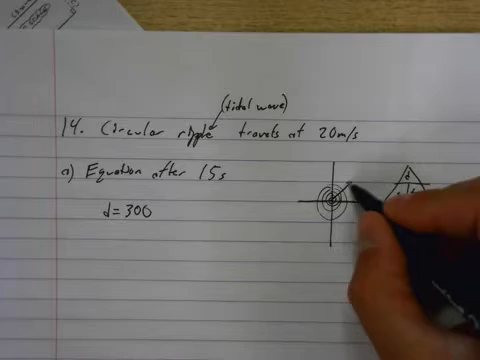 (tidal wave)
14. Circular ripple travels at 20m/s
a) Equation after 15s
d = 300
d